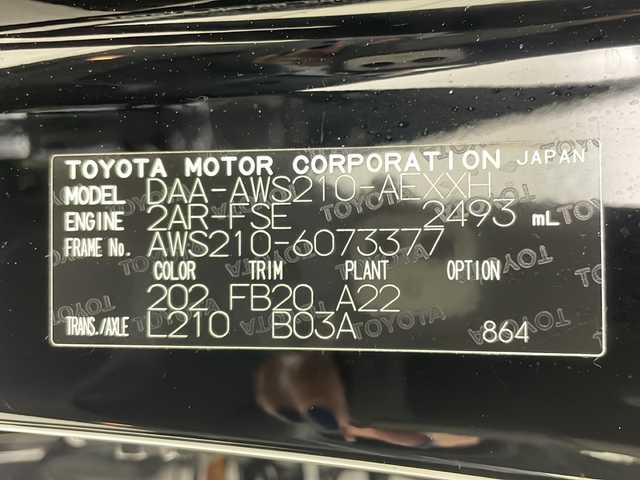 TOYOTA MOTOR CORPORATION JAPAN
MODEL DAA-AWS210-AEXXH
ENGINE 2AR-FSE 2493 mL
FRAME No. AWS210-6073377
COLOR TRIM PLANT OPTION
202 FB20 A22
TRANS./AXLE L210 B03A 864